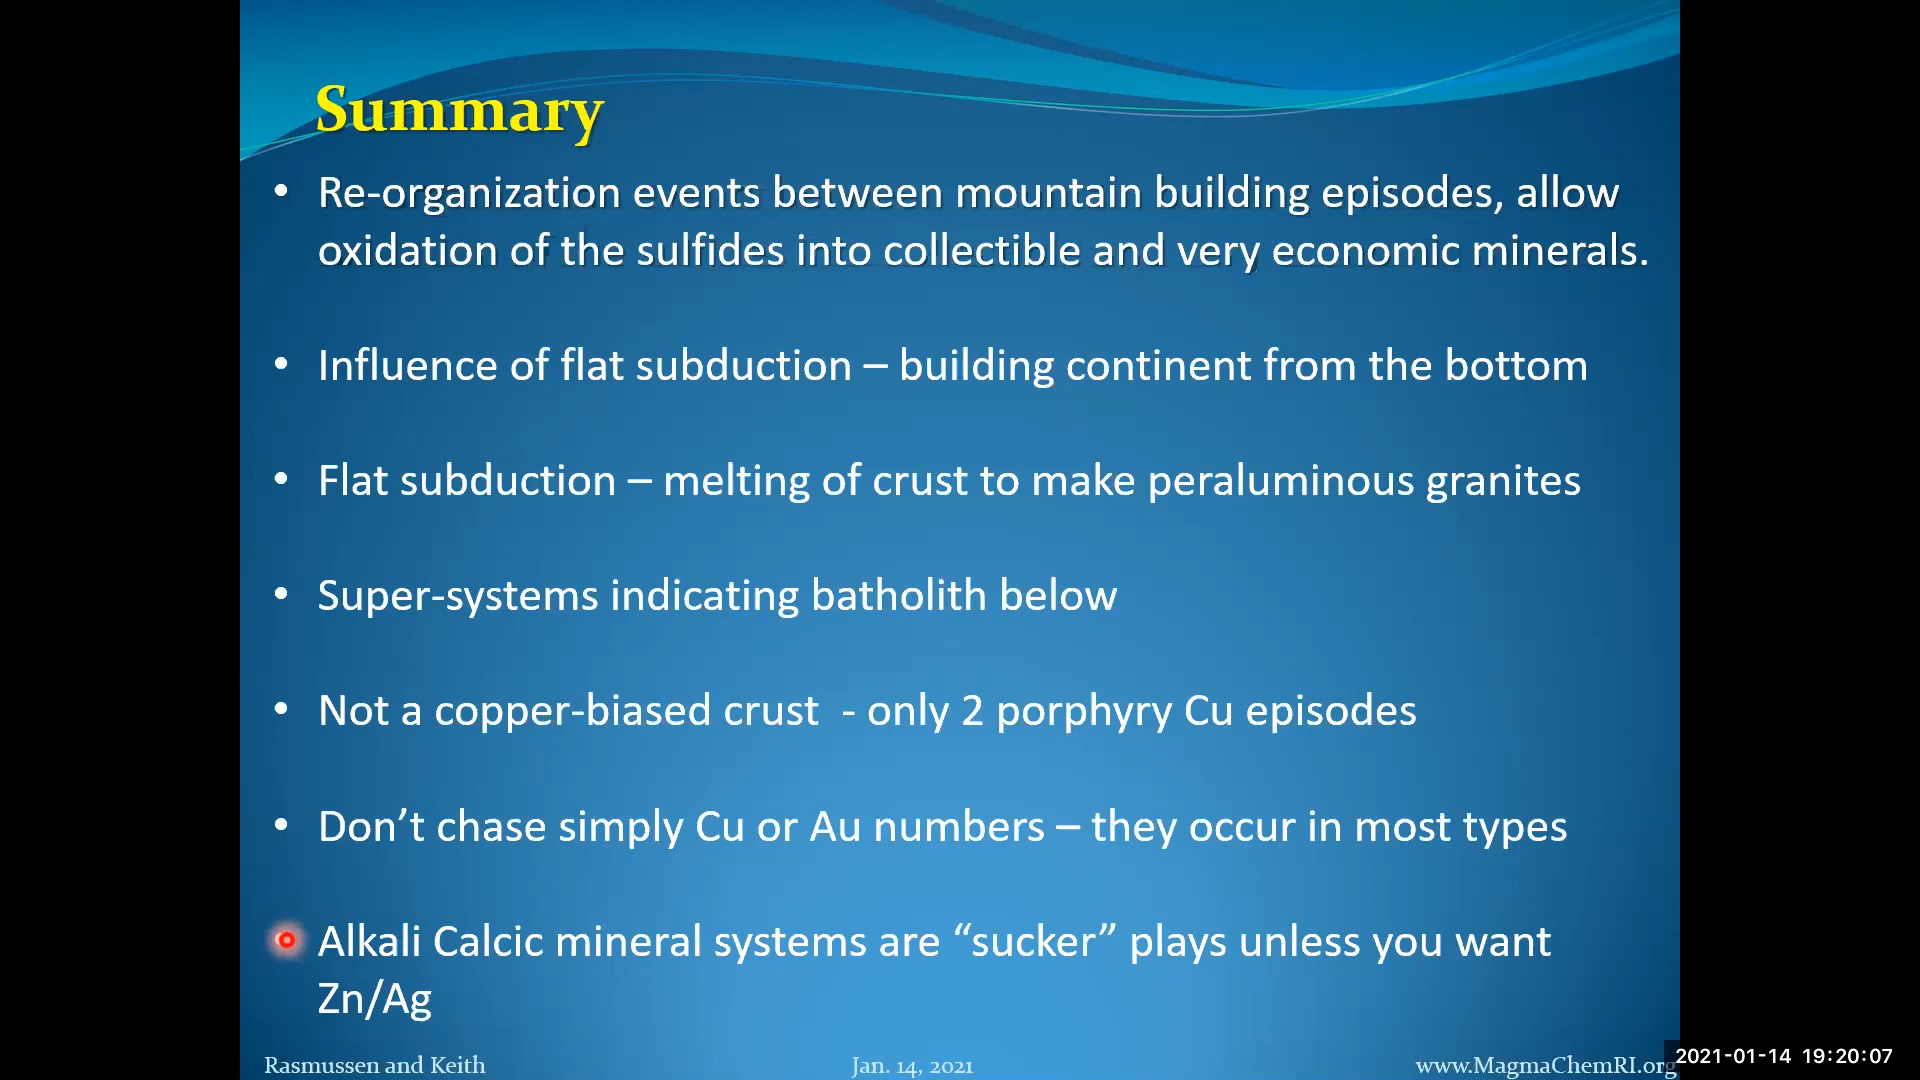 Summary
• Re-organization events between mountain building episodes, allow
oxidation of the sulfides into collectible and very economic minerals.
• Influence of flat subduction – building continent from the bottom
• Flat subduction – melting of crust to make peraluminous granites
• Super-systems indicating batholith below
• Not a copper-biased crust  - only 2 porphyry Cu episodes
• Don’t chase simply Cu or Au numbers – they occur in most types
Alkali Calcic mineral systems are “sucker” plays unless you want
Zn/Ag
Rasmussen and Keith
Jan. 14, 2021
www.MagmaChemRI.org
2021-01-14 19:20:07